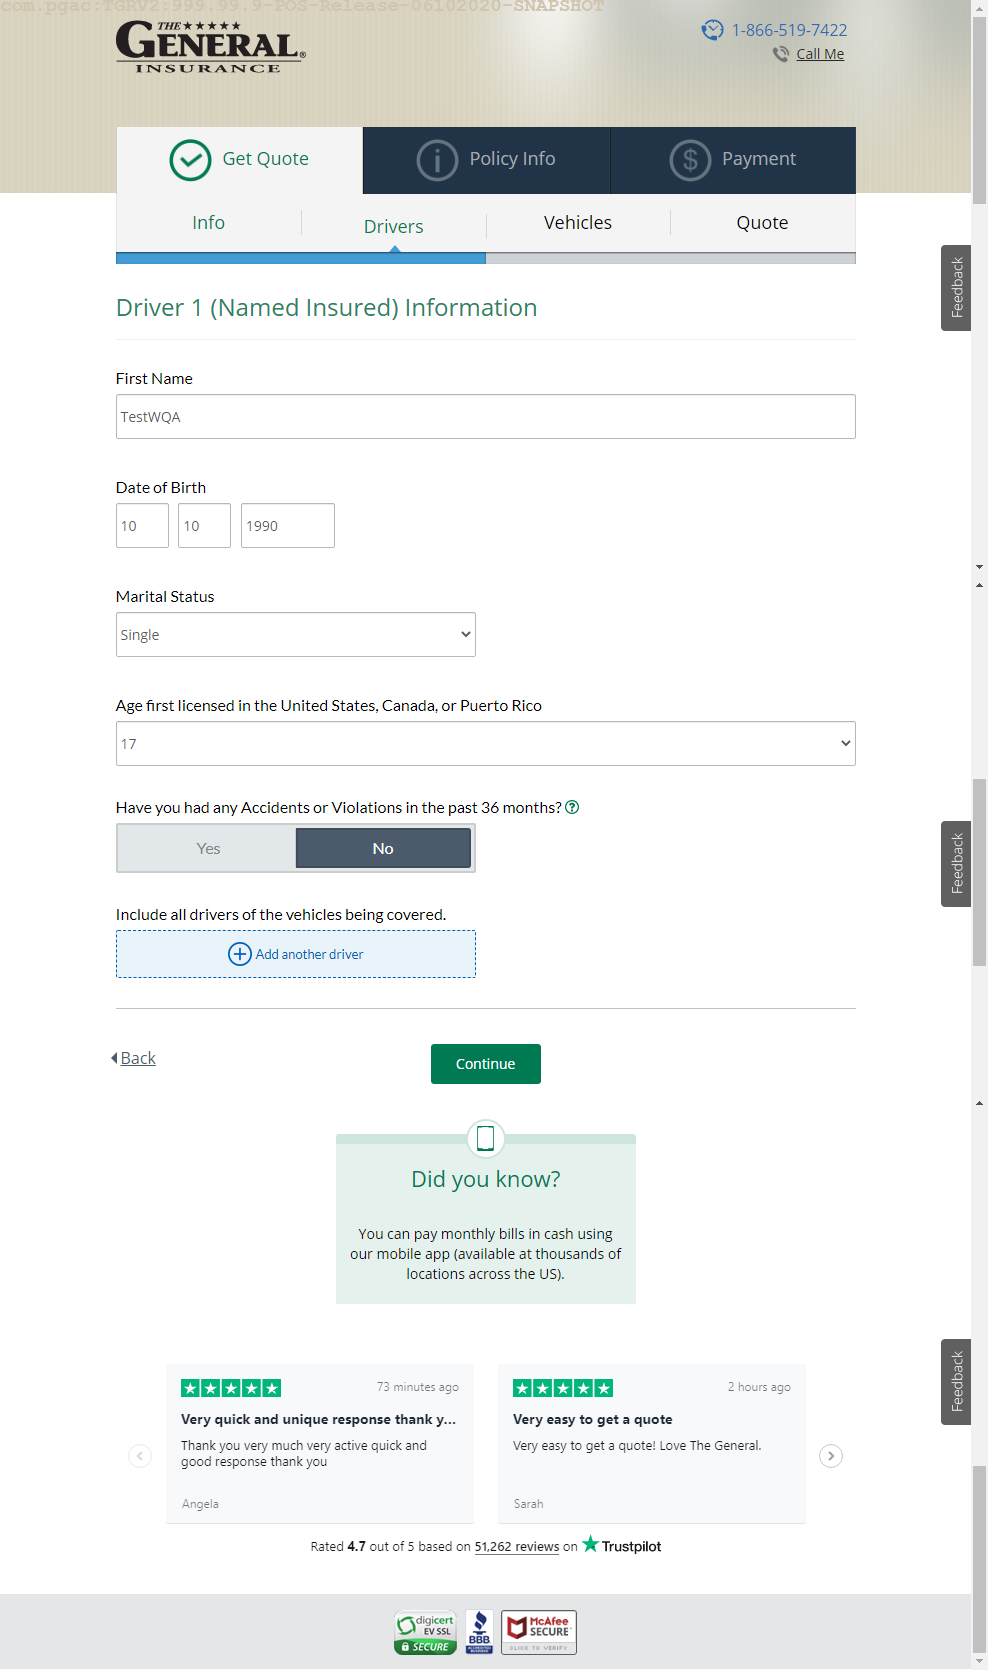 com.pgac:TGRV2:999.99.9-POS-Release-06102020-SNAPSHOT
THE
GENERAL®
INSURANCE
1-866-519-7422
Call Me
Get Quote
Policy Info
Payment
Info
Drivers
Vehicles
Quote
Feedback
Driver 1 (Named Insured) Information
First Name
TestWQA
Date of Birth
10 10 1990
Marital Status
Single
Age first licensed in the United States, Canada, or Puerto Rico
17
Have you had any Accidents or Violations in the past 36 months? ?
Yes No
Feedback
Include all drivers of the vehicles being covered.
Add another driver
Back
Continue
Did you know?
You can pay monthly bills in cash using
our mobile app (available at thousands of
locations across the US).
Feedback
73 minutes ago
Very quick and unique response thank y...
Thank you very much very active quick and
good response thank you
Angela
2 hours ago
Very easy to get a quote
Very easy to get a quote! Love The General.
Sarah
Rated 4.7 out of 5 based on 51,262 reviews on Trustpilot
digicert
EV SSL
SECURE
BBB
ACCREDITED
BUSINESS
McAfee
SECURE
CLICK TO VERIFY